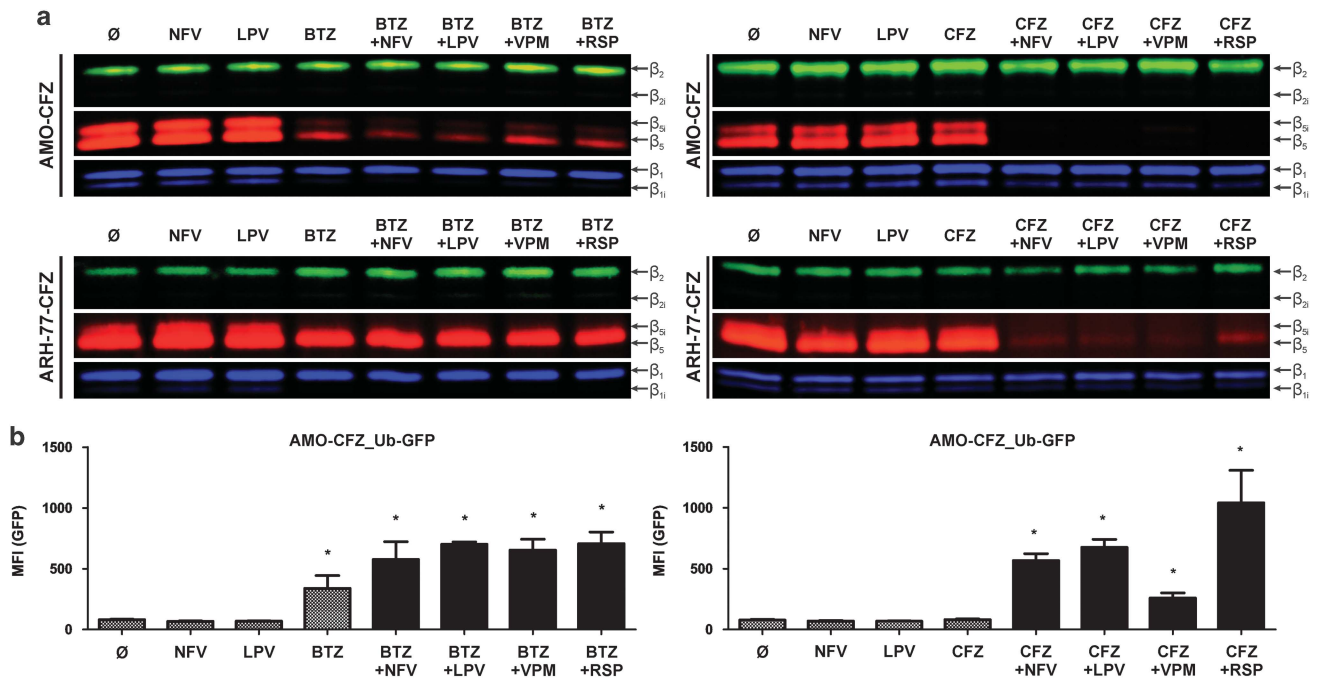 a
Ø NFV LPV BTZ BTZ +NFV BTZ +LPV BTZ +VPM BTZ +RSP
AMO-CFZ
β2
β2i
β5i
β5
β1
β1i
Ø NFV LPV CFZ CFZ +NFV CFZ +LPV CFZ +VPM CFZ +RSP
AMO-CFZ
β2
β2i
β5i
β5
β1
β1i
Ø NFV LPV BTZ BTZ +NFV BTZ +LPV BTZ +VPM BTZ +RSP
ARH-77-CFZ
β2
β2i
β5i
β5
β1
β1i
Ø NFV LPV CFZ CFZ +NFV CFZ +LPV CFZ +VPM CFZ +RSP
ARH-77-CFZ
β2
β2i
β5i
β5
β1
β1i
b
AMO-CFZ_Ub-GFP
MFI (GFP)
1500
1000
500
0
* * * * *
Ø NFV LPV BTZ BTZ +NFV BTZ +LPV BTZ +VPM BTZ +RSP
AMO-CFZ_Ub-GFP
MFI (GFP)
1500
1000
500
0
* * * *
Ø NFV LPV CFZ CFZ +NFV CFZ +LPV CFZ +VPM CFZ +RSP